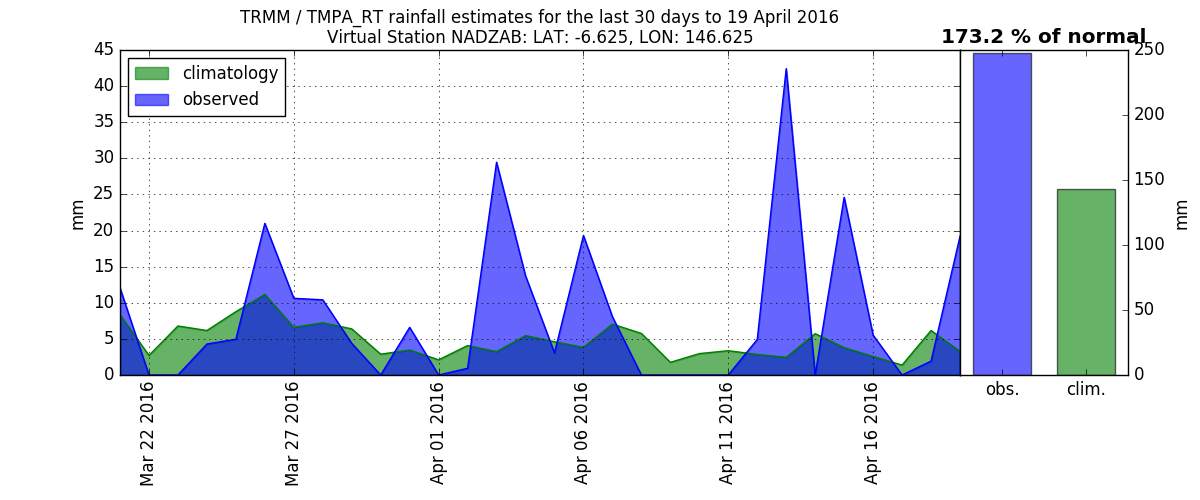 TRMM / TMPA_RT rainfall estimates for the last 30 days to 19 April 2016
Virtual Station NADZAB: LAT: -6.625, LON: 146.625
173.2 % of normal
climatology
observed
45
40
35
30
25
20
15
10
5
0
mm
Mar 22 2016
Mar 27 2016
Apr 01 2016
Apr 06 2016
Apr 11 2016
Apr 16 2016
obs.
clim.
250
200
150
100
50
0
mm